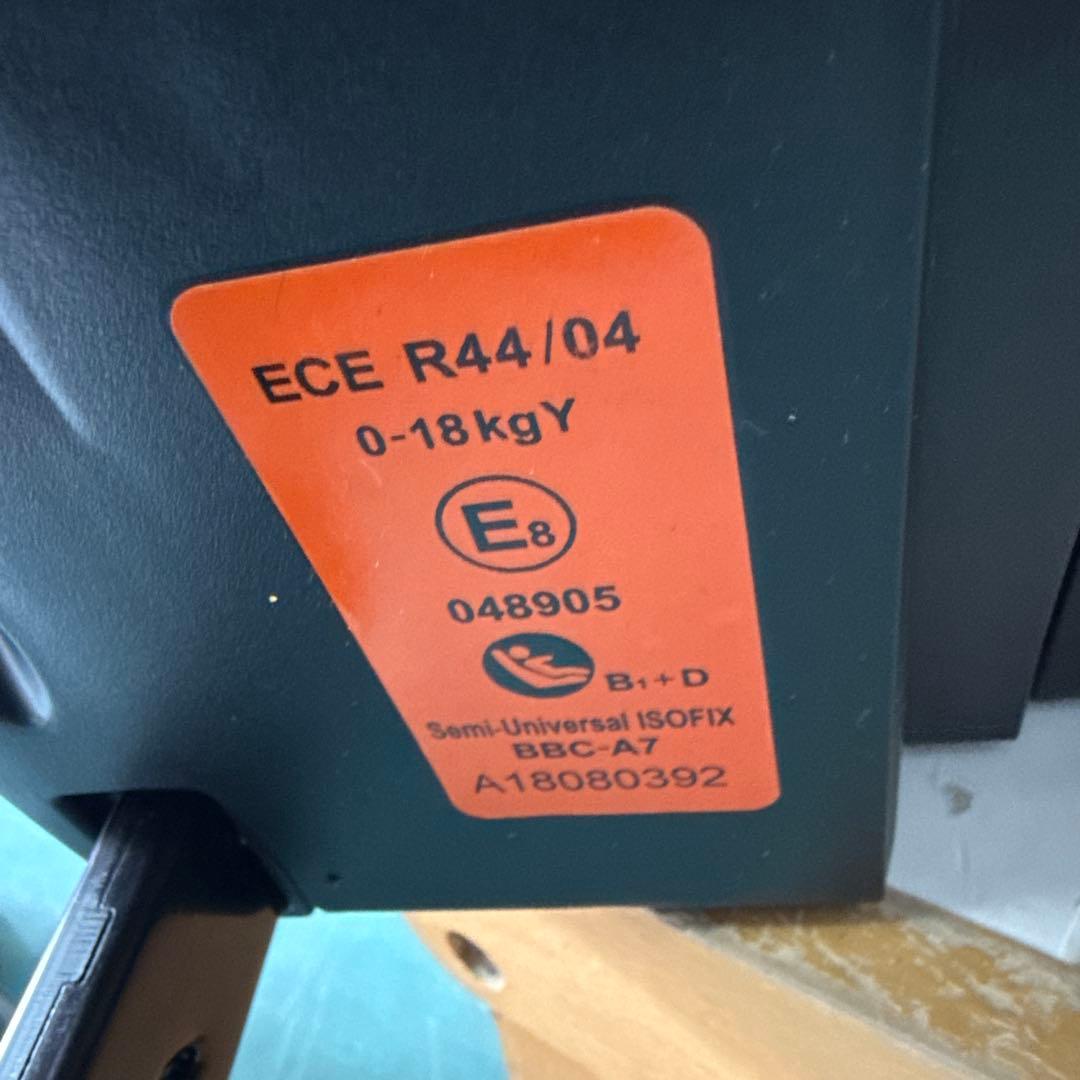 ECE R44/04
0-18kgY
E8
048905
B1+D
Semi-Universal ISOFIX
BBC-A7
A18080392